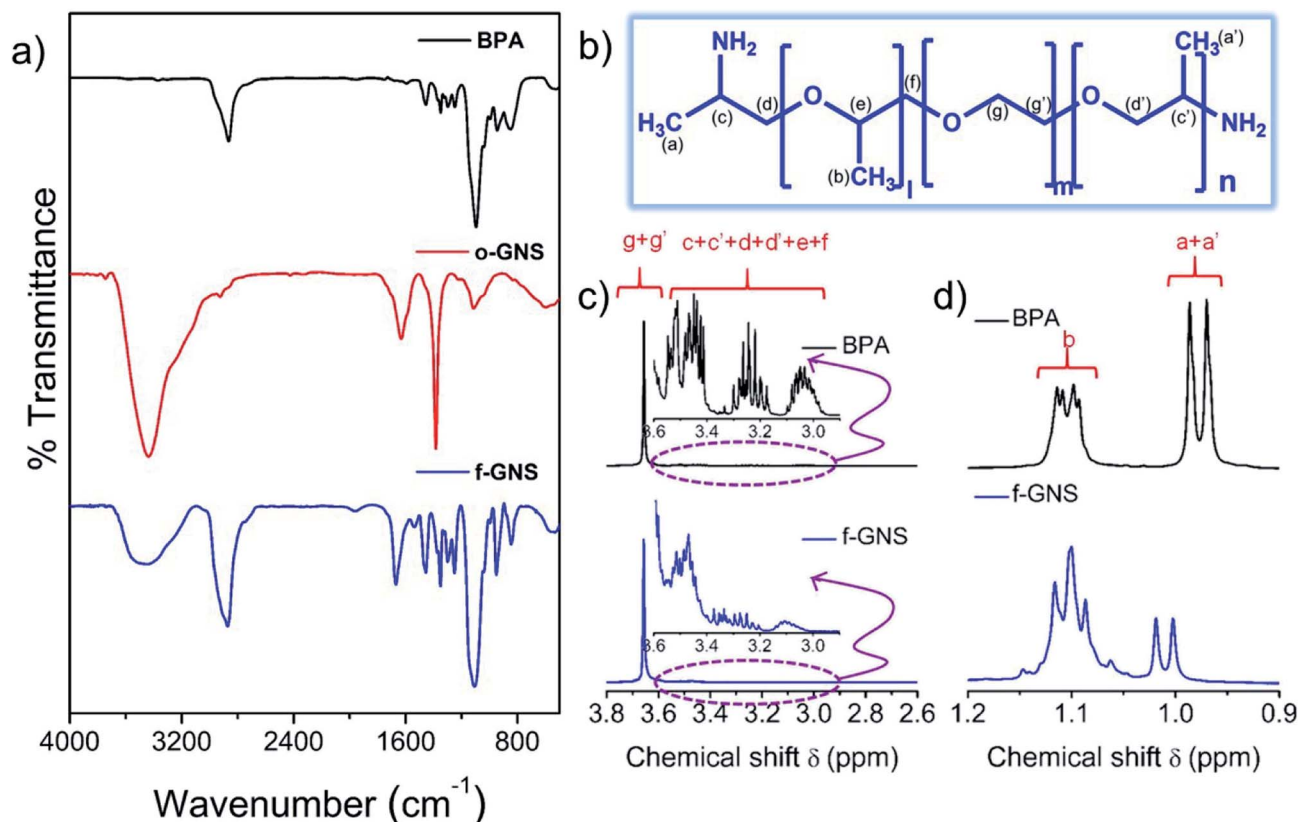 a)
BPA
o-GNS
f-GNS
% Transmittance
4000 3200 2400 1600 800
Wavenumber (cm⁻¹)
b)
NH₂ CH₃(a')
(d) O (e) (f) (g) (g') O (d')
H₃C (c) O (c') NH₂
(a) (b)CH₃ l m n
g+g' c+c'+d+d'+e+f
c)
BPA
3.6 3.4 3.2 3.0
f-GNS
3.6 3.4 3.2 3.0
3.8 3.6 3.4 3.2 3.0 2.8 2.6
Chemical shift δ (ppm)
a+a'
d)
BPA
b
f-GNS
1.2 1.1 1.0 0.9
Chemical shift δ (ppm)